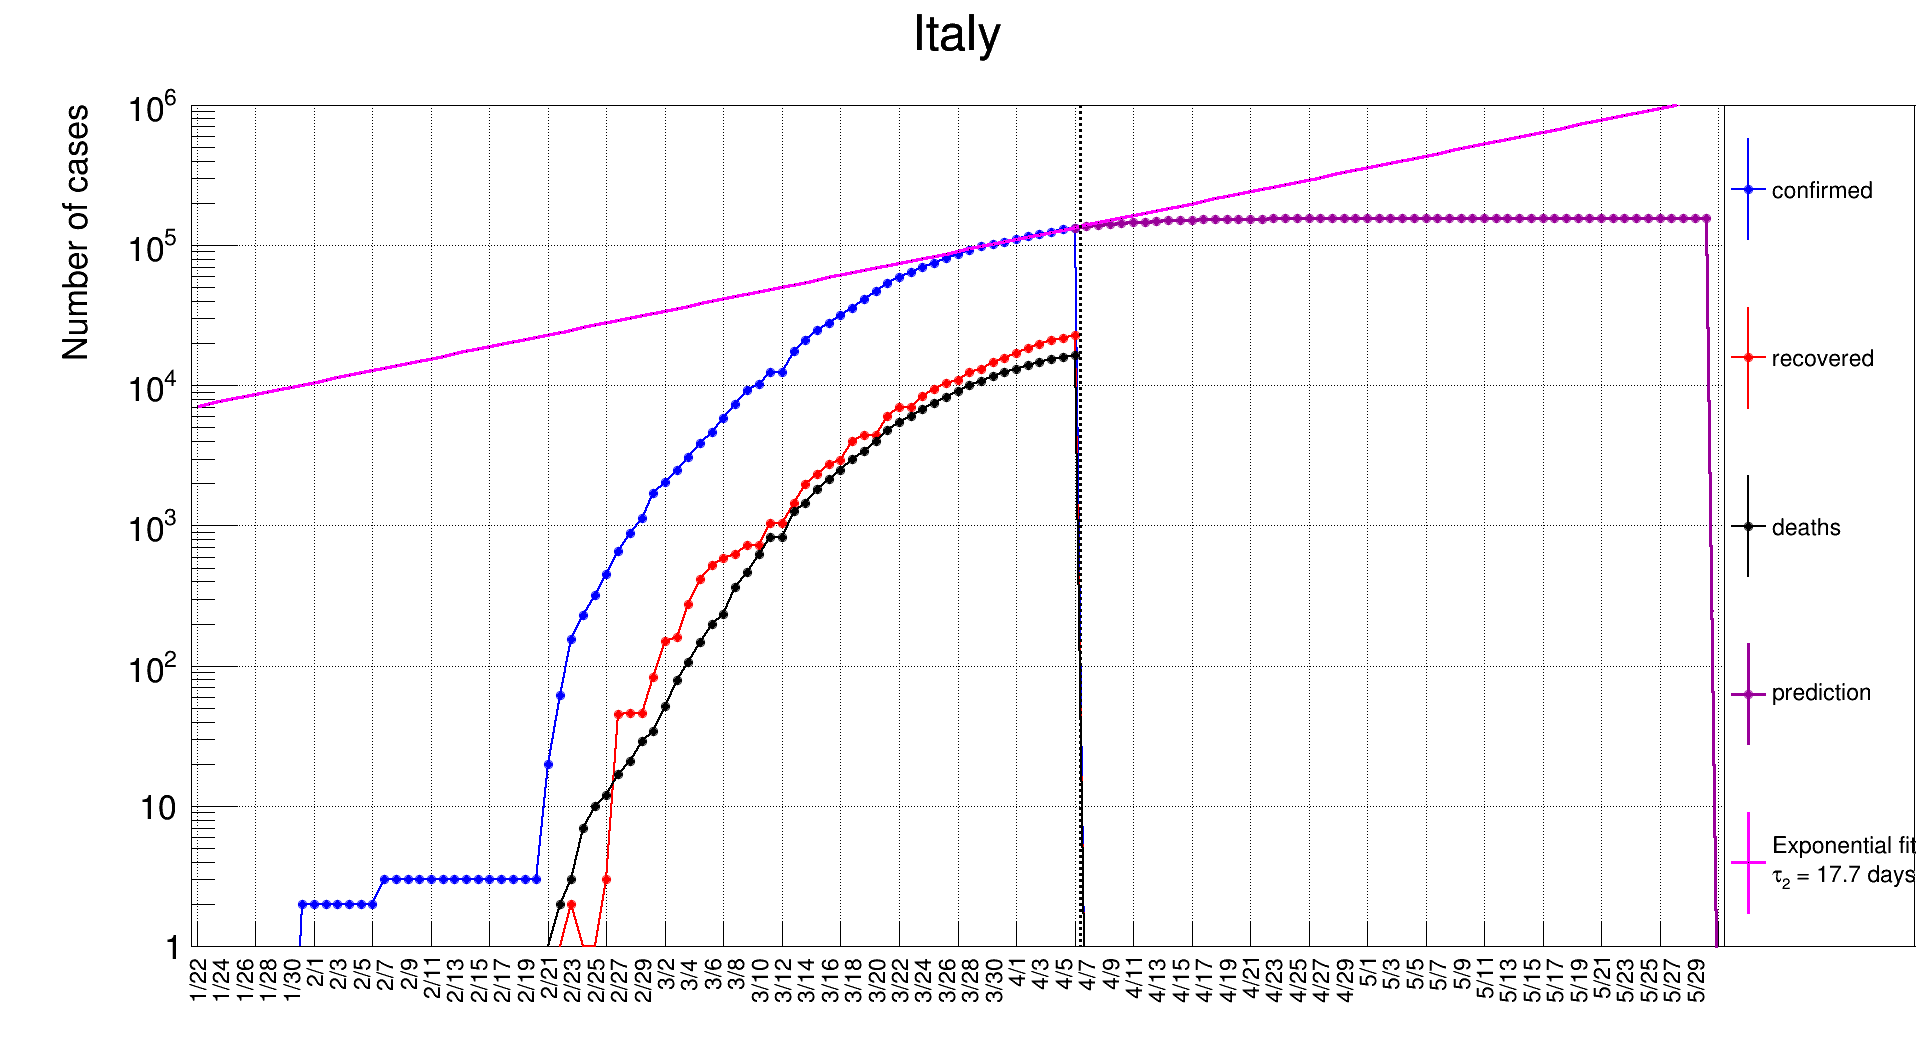 Italy
Number of cases
10^6
10^5
10^4
10^3
10^2
10
1
1/22 1/24 1/26 1/28 1/30 2/1 2/3 2/5 2/7 2/9 2/11 2/13 2/15 2/17 2/19 2/21 2/23 2/25 2/27 2/29 3/2 3/4 3/6 3/8 3/10 3/12 3/14 3/16 3/18 3/20 3/22 3/24 3/26 3/28 3/30 4/1 4/3 4/5 4/7 4/9 4/11 4/13 4/15 4/17 4/19 4/21 4/23 4/25 4/27 4/29 5/1 5/3 5/5 5/7 5/9 5/11 5/13 5/15 5/17 5/19 5/21 5/23 5/25 5/27 5/29
confirmed
recovered
deaths
prediction
Exponential fit
τ₂ = 17.7 days